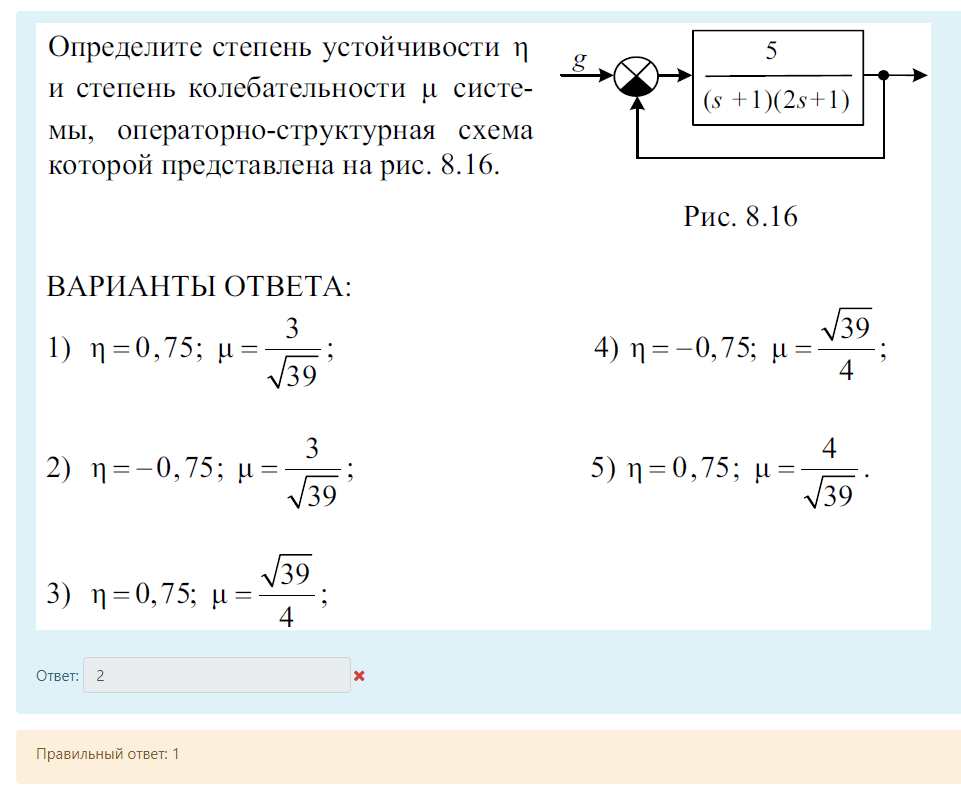 Определите степень устойчивости η
и степень колебательности μ систе-
мы, операторно-структурная схема
которой представлена на рис. 8.16.
g
5
(s +1)(2s+1)
Рис. 8.16
ВАРИАНТЫ ОТВЕТА:
1) η = 0,75; μ = 3/√39;
2) η = −0,75; μ = 3/√39;
3) η = 0,75; μ = √39/4;
4) η = −0,75; μ = √39/4;
5) η = 0,75; μ = 4/√39.
Ответ: 2
Правильный ответ: 1